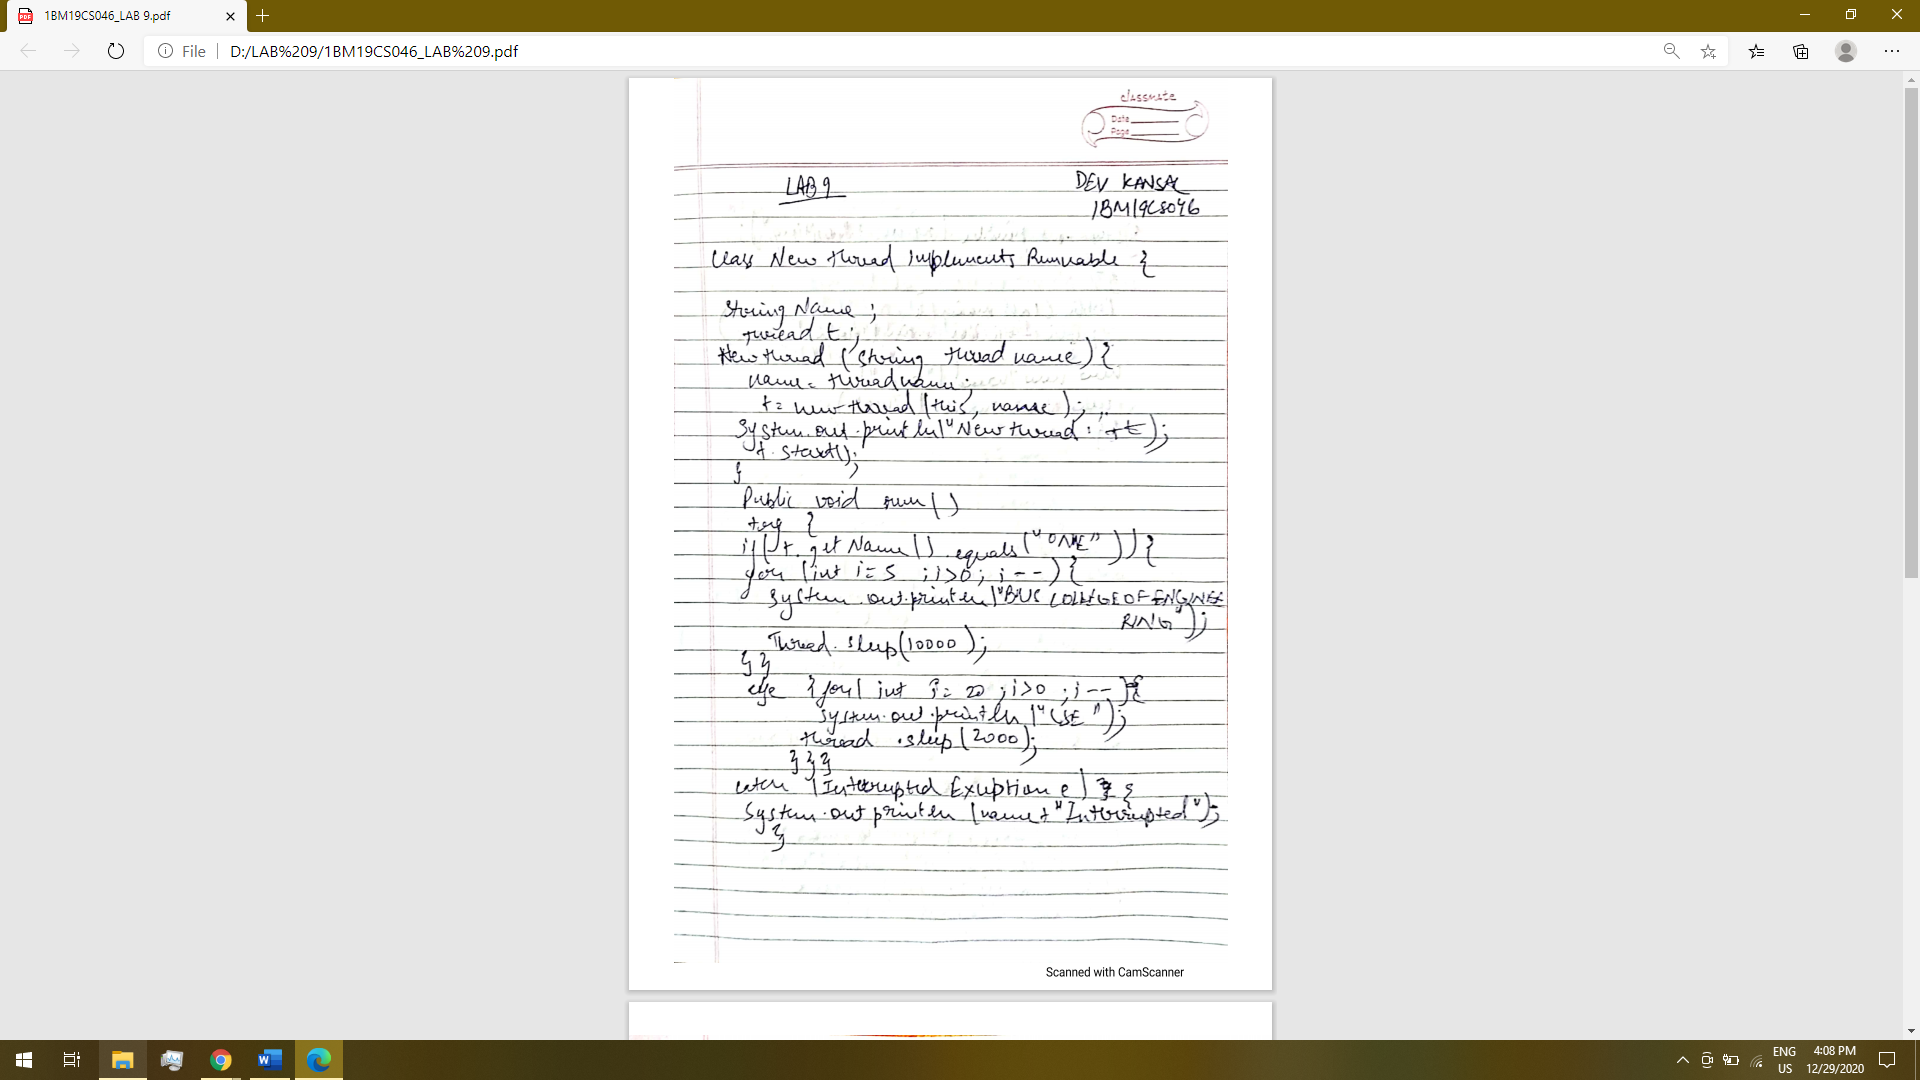 1BM19CS046_LAB 9.pdf
File D:/LAB%209/1BM19CS046_LAB%209.pdf
classmate
Date
Page
LAB 9
DEV KANSAL
1BM19CS046
class New thread implements Runnable {
String Name ;
thread t ;
New thread (string thread name) {
name = threadname ;
t = new thread (this, name) ;
System.out.println("New thread : " +t);
t. start();
}
Public void run ()
try {
if (t. getName() .equals("ONE")) {
for (int i=5 ; i>0 ; i--) {
System.out.println("BMS COLLEGE OF ENGINEE
RING");
Thread. sleep(10000);
} }
else { for( int i= 20 ; i>0 ; i--){
System.out.println ("CSE");
thread .sleep (2000);
} } }
catch (Interrupted Exception e) {
System.out println (name + "Interrupted");
}
Scanned with CamScanner
ENG
US
4:08 PM
12/29/2020